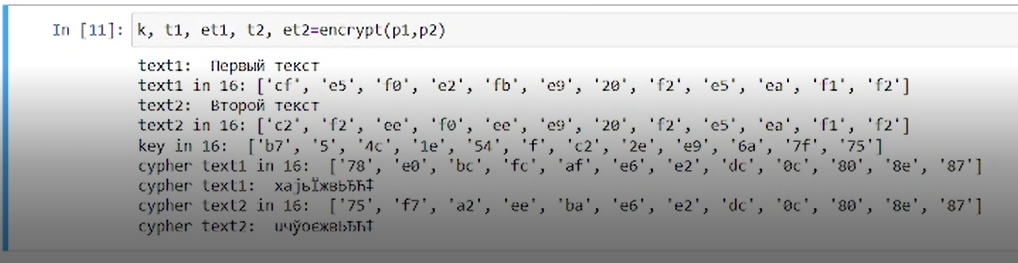 In [11]: k, t1, et1, t2, et2=encrypt(p1,p2)
text1: Первый текст
text1 in 16: ['cf', 'e5', 'f0', 'e2', 'fb', 'e9', '20', 'f2', 'e5', 'ea', 'f1', 'f2']
text2: Второй текст
text2 in 16: ['c2', 'f2', 'ee', 'f0', 'ee', 'e9', '20', 'f2', 'e5', 'ea', 'f1', 'f2']
key in 16: ['b7', '5', '4c', '1e', '54', 'f', 'c2', '2e', 'e9', '6a', '7f', '75']
cypher text1 in 16: ['78', 'e0', 'bc', 'fc', 'af', 'e6', 'e2', 'dc', '0c', '80', '8e', '87']
cypher text1: xајьЇжвЬЂЋ‡
cypher text2 in 16: ['75', 'f7', 'a2', 'ee', 'ba', 'e6', 'e2', 'dc', '0c', '80', '8e', '87']
cypher text2: uчўоєжвЬЂЋ‡